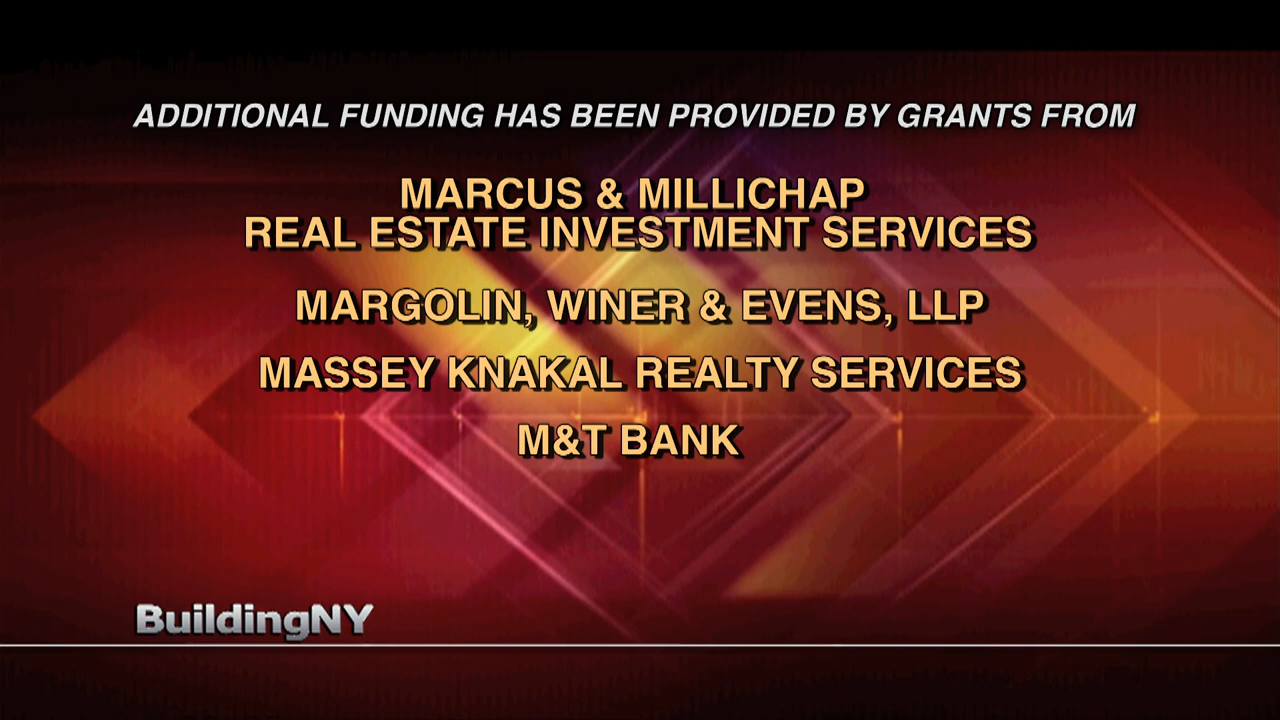 ADDITIONAL FUNDING HAS BEEN PROVIDED BY GRANTS FROM
MARCUS & MILLICHAP
REAL ESTATE INVESTMENT SERVICES
MARGOLIN, WINER & EVENS, LLP
MASSEY KNAKAL REALTY SERVICES
M&T BANK
BuildingNY